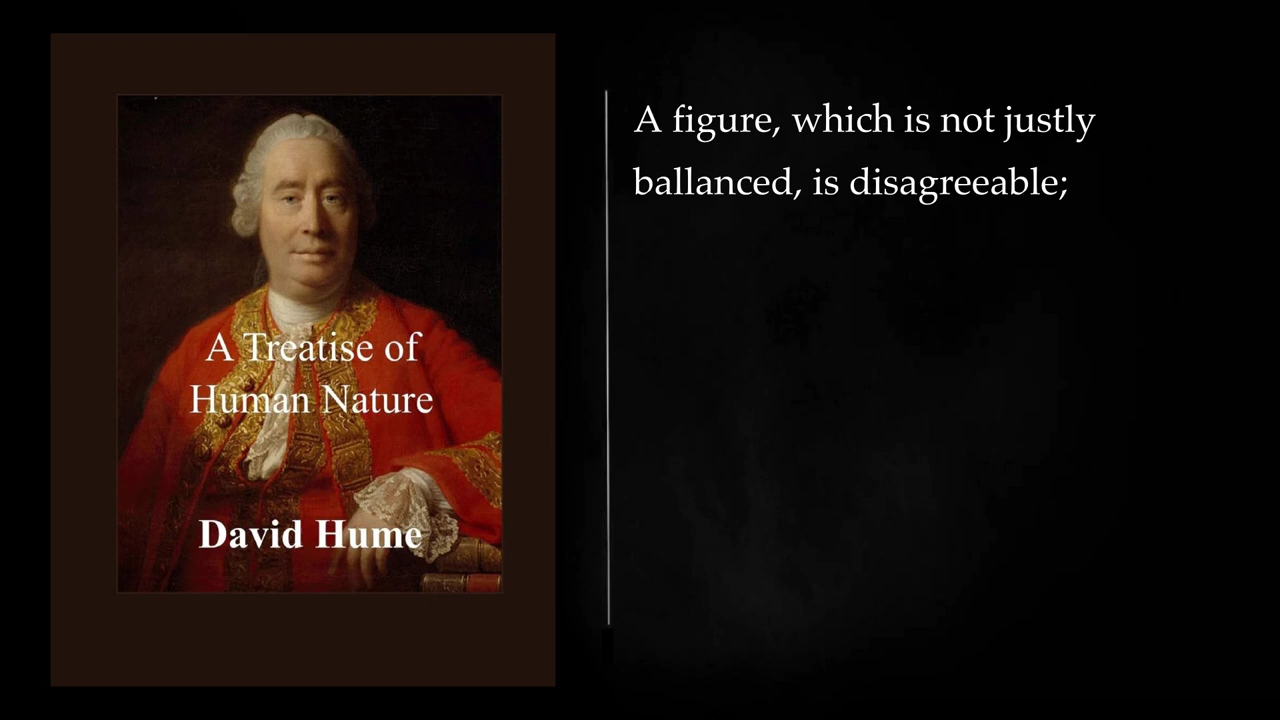 A Treatise of
Human Nature
David Hume
A figure, which is not justly
ballanced, is disagreeable;